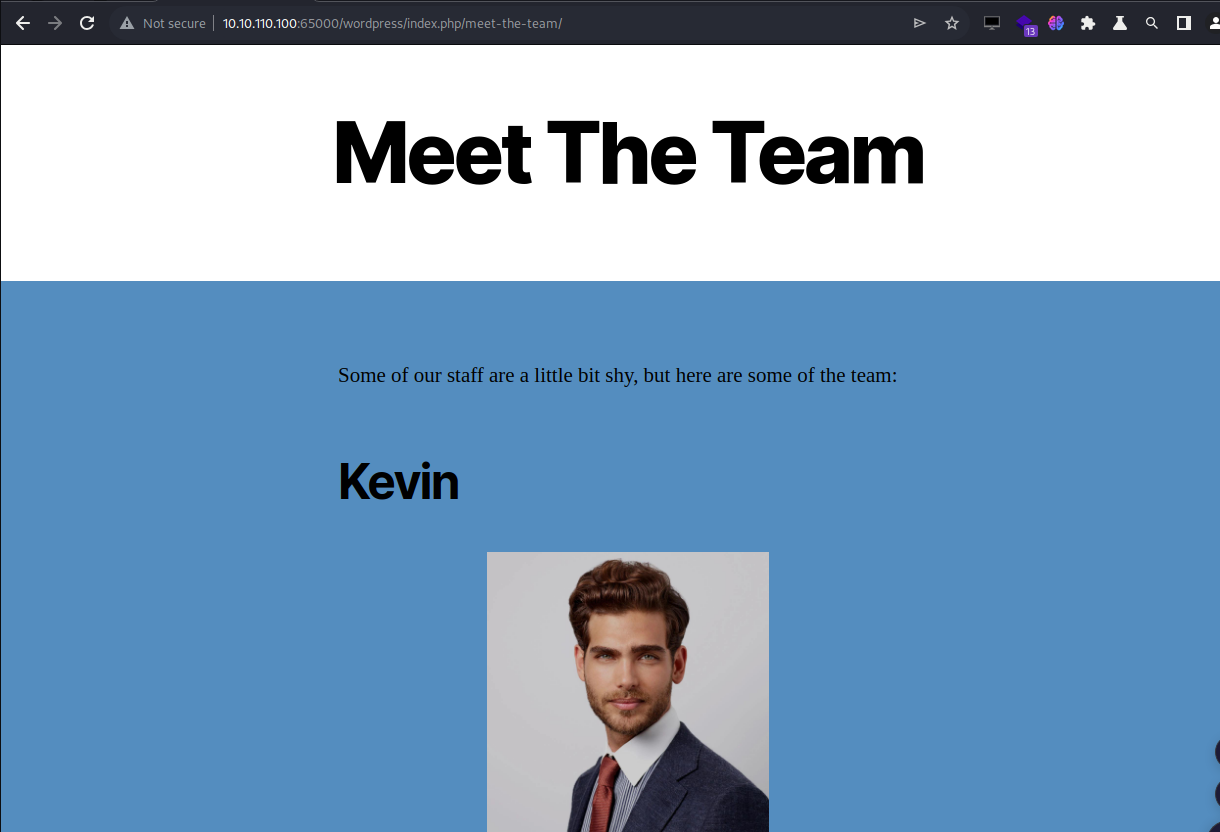 Not secure
10.10.110.100:65000/wordpress/index.php/meet-the-team/
13
Meet The Team
Some of our staff are a little bit shy, but here are some of the team:
Kevin